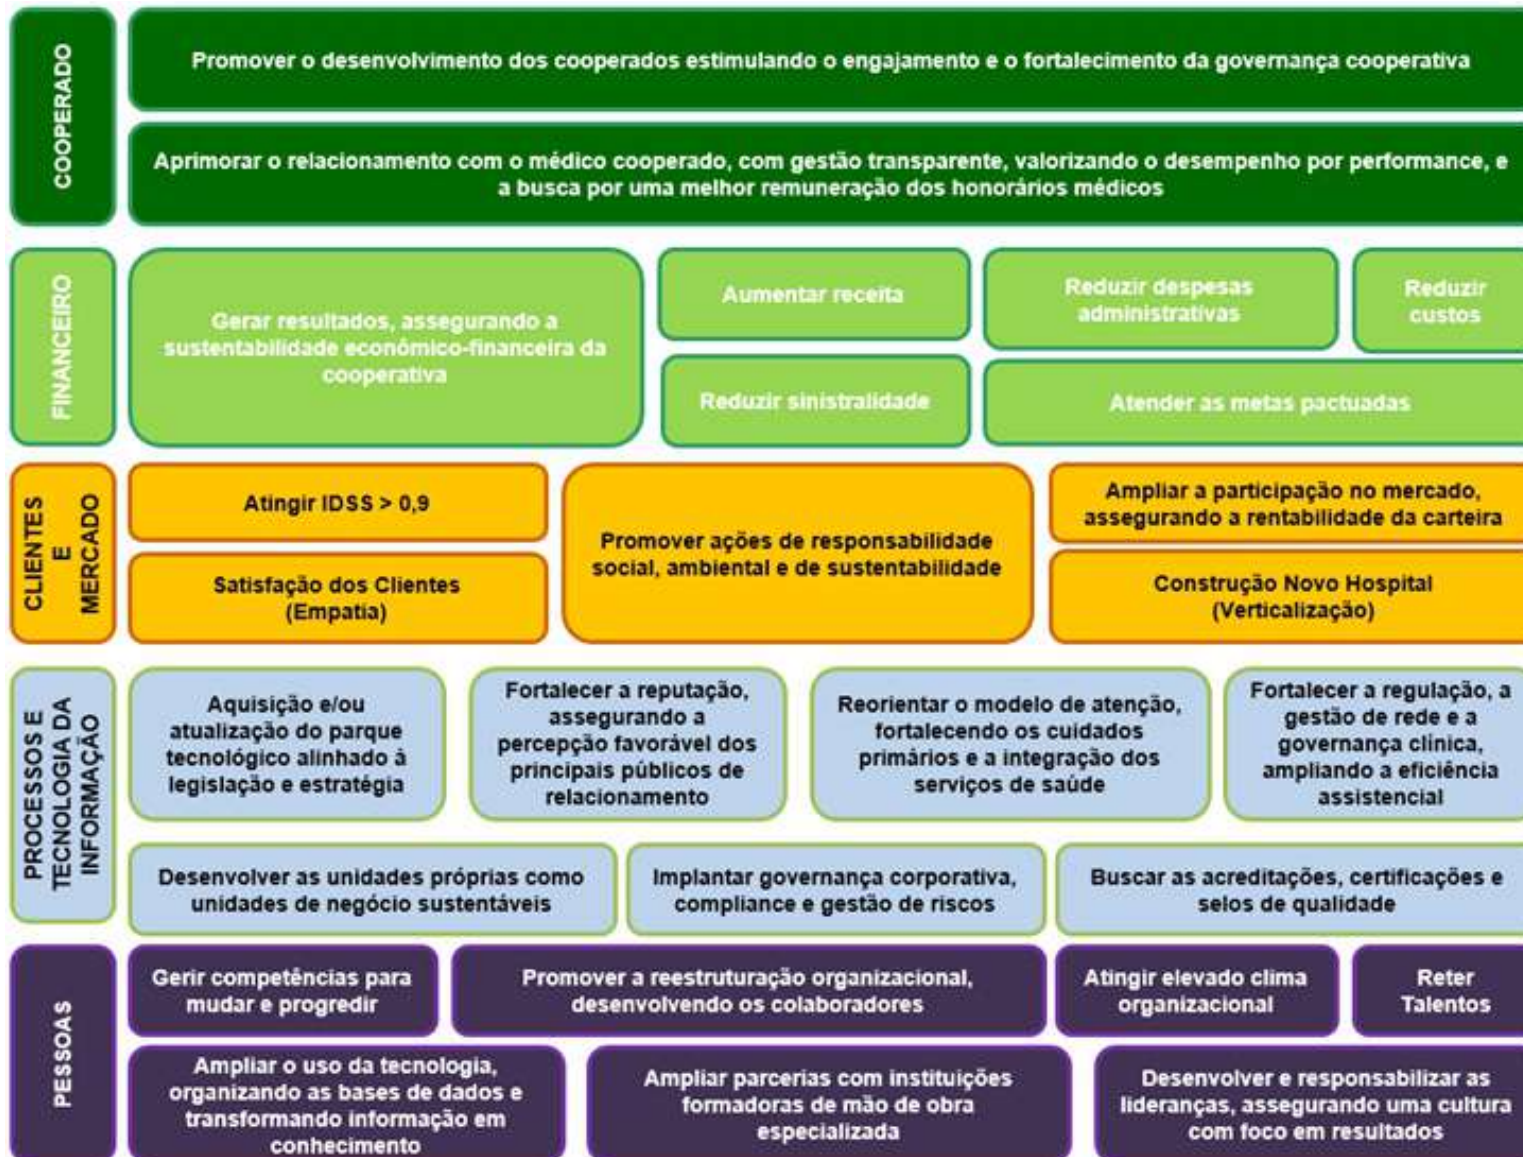 COOPERADO
Promover o desenvolvimento dos cooperados estimulando o engajamento e o fortalecimento da governança cooperativa
Aprimorar o relacionamento com o médico cooperado, com gestão transparente, valorizando o desempenho por performance, e
a busca por uma melhor remuneração dos honorários médicos
FINANCEIRO
Gerar resultados, assegurando a
sustentabilidade econômico-financeira da
cooperativa
Aumentar receita
Reduzir despesas
administrativas
Reduzir
custos
Reduzir sinistralidade
Atender as metas pactuadas
CLIENTES
E
MERCADO
Atingir IDSS > 0,9
Satisfação dos Clientes
(Empatia)
Promover ações de responsabilidade
social, ambiental e de sustentabilidade
Ampliar a participação no mercado,
assegurando a rentabilidade da carteira
Construção Novo Hospital
(Verticalização)
PROCESSOS E
TECNOLOGIA DA
INFORMAÇÃO
Aquisição e/ou
atualização do parque
tecnológico alinhado à
legislação e estratégia
Fortalecer a reputação,
assegurando a
percepção favorável dos
principais públicos de
relacionamento
Reorientar o modelo de atenção,
fortalecendo os cuidados
primários e a integração dos
serviços de saúde
Fortalecer a regulação, a
gestão de rede e a
governança clínica,
ampliando a eficiência
assistencial
Desenvolver as unidades próprias como
unidades de negócio sustentáveis
Implantar governança corporativa,
compliance e gestão de riscos
Buscar as acreditações, certificações e
selos de qualidade
PESSOAS
Gerir competências para
mudar e progredir
Promover a reestruturação organizacional,
desenvolvendo os colaboradores
Atingir elevado clima
organizacional
Reter
Talentos
Ampliar o uso da tecnologia,
organizando as bases de dados e
transformando informação em
conhecimento
Ampliar parcerias com instituições
formadoras de mão de obra
especializada
Desenvolver e responsabilizar as
lideranças, assegurando uma cultura
com foco em resultados